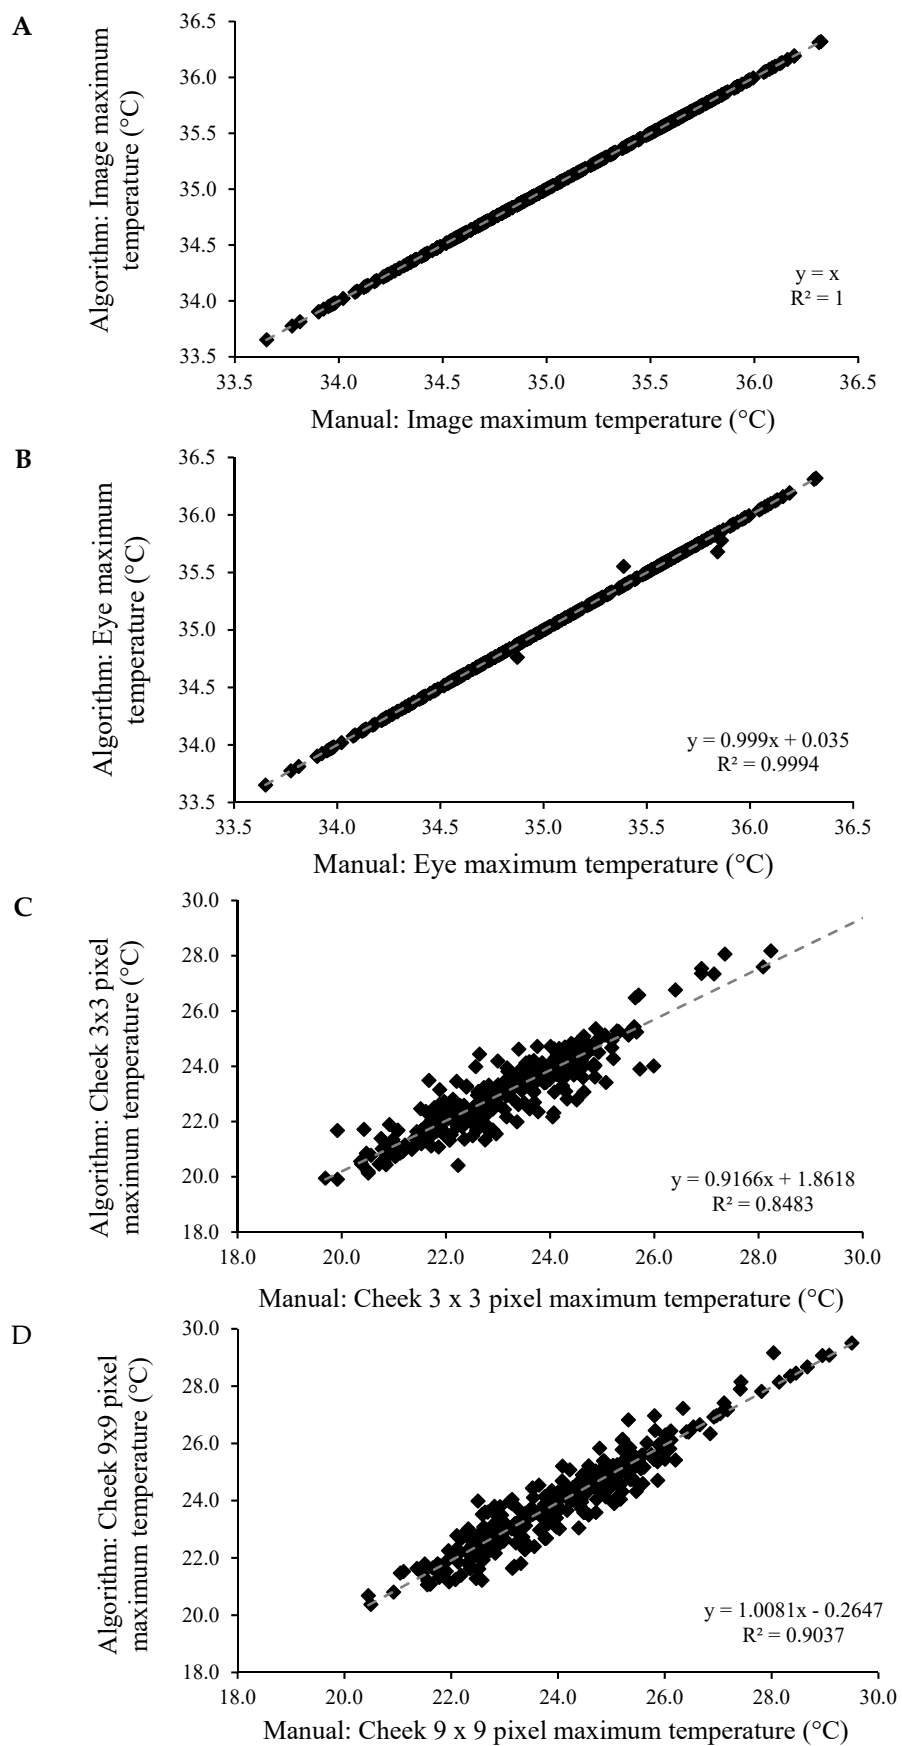 A
Algorithm: Image maximum
temperature (°C)
36.5
36.0
35.5
35.0
34.5
34.0
33.5
y = x
R² = 1
33.5 34.0 34.5 35.0 35.5 36.0 36.5
Manual: Image maximum temperature (°C)
B
Algorithm: Eye maximum
temperature (°C)
36.5
36.0
35.5
35.0
34.5
34.0
33.5
y = 0.999x + 0.035
R² = 0.9994
33.5 34.0 34.5 35.0 35.5 36.0 36.5
Manual: Eye maximum temperature (°C)
C
Algorithm: Cheek 3x3 pixel
maximum temperature (°C)
30.0
28.0
26.0
24.0
22.0
20.0
18.0
y = 0.9166x + 1.8618
R² = 0.8483
18.0 20.0 22.0 24.0 26.0 28.0 30.0
Manual: Cheek 3 x 3 pixel maximum temperature (°C)
D
Algorithm: Cheek 9x9 pixel
maximum temperature (°C)
30.0
28.0
26.0
24.0
22.0
20.0
18.0
y = 1.0081x - 0.2647
R² = 0.9037
18.0 20.0 22.0 24.0 26.0 28.0 30.0
Manual: Cheek 9 x 9 pixel maximum temperature (°C)